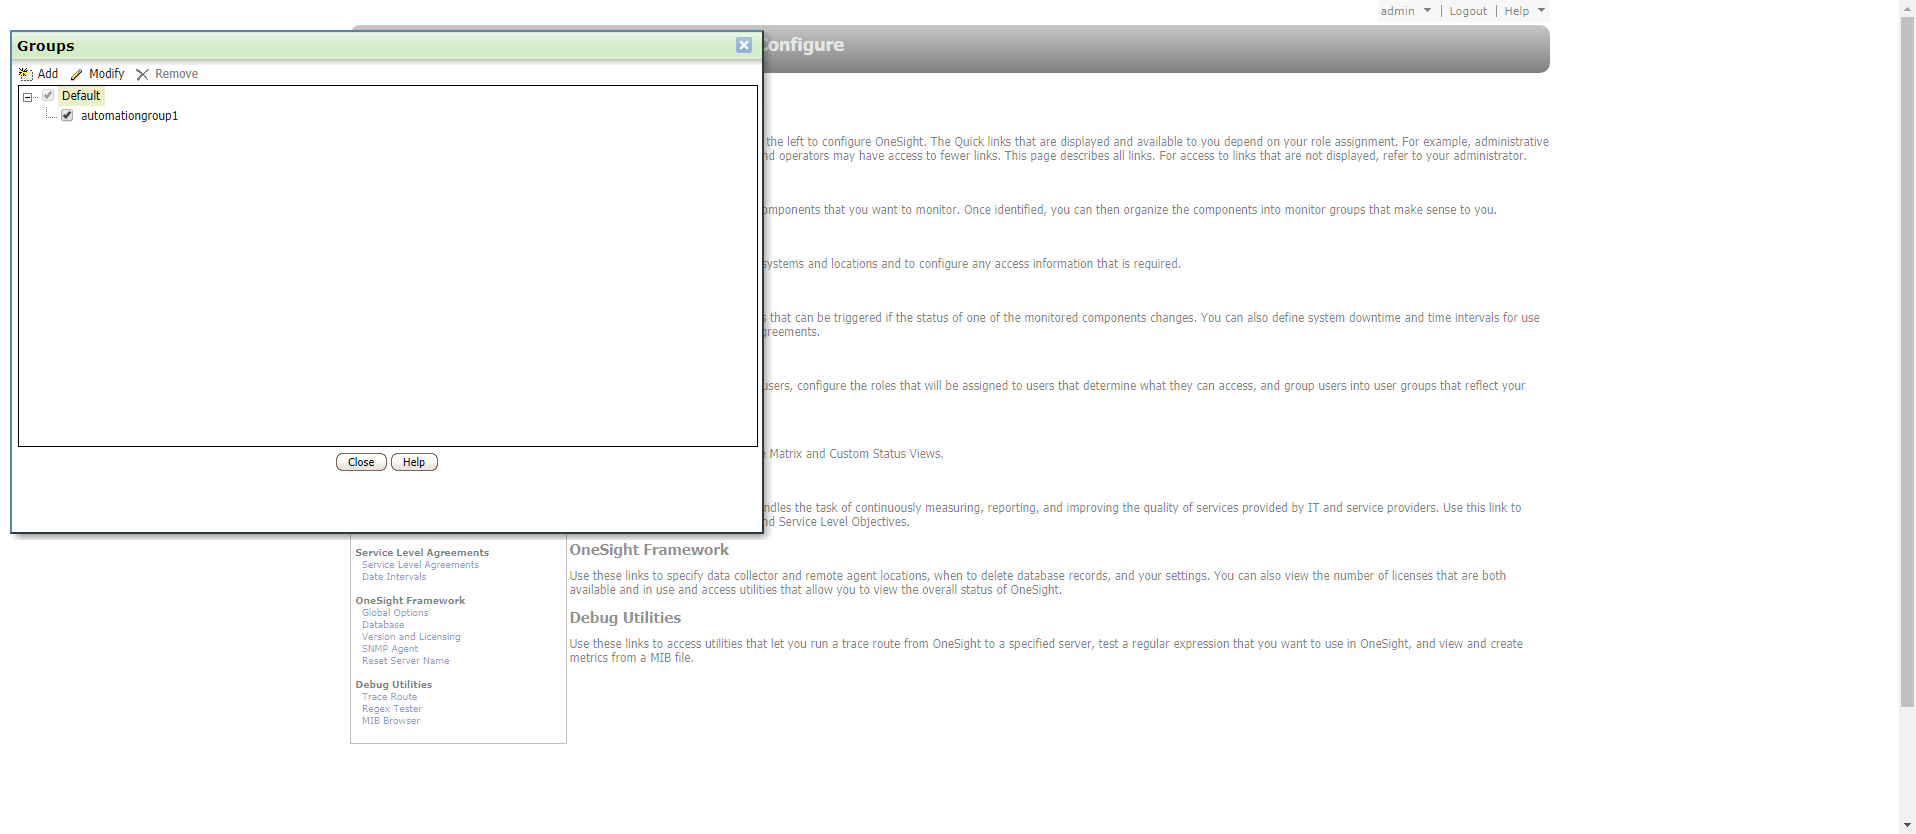 admin | Logout | Help
Configure
Groups
Add Modify Remove
Default
automationgroup1
the left to configure OneSight. The Quick links that are displayed and available to you depend on your role assignment. For example, administrative
operators may have access to fewer links. This page describes all links. For access to links that are not displayed, refer to your administrator.
that you want to monitor. Once identified, you can then organize the components into monitor groups that make sense to you.
systems and locations and to configure any access information that is required.
that can be triggered if the status of one of the monitored components changes. You can also define system downtime and time intervals for use
users, configure the roles that will be assigned to users that determine what they can access, and group users into user groups that reflect your
Matrix and Custom Status Views.
Close Help
the task of continuously measuring, reporting, and improving the quality of services provided by IT and service providers. Use this link to
Service Level Objectives.
Service Level Agreements
Service Level Agreements
Date Intervals
OneSight Framework
Global Options
Database
Version and Licensing
SNMP Agent
Reset Server Name
Debug Utilities
Trace Route
Regex Tester
MIB Browser
OneSight Framework
Use these links to specify data collector and remote agent locations, when to delete database records, and your settings. You can also view the number of licenses that are both
available and in use and access utilities that allow you to view the overall status of OneSight.
Debug Utilities
Use these links to access utilities that let you run a trace route from OneSight to a specified server, test a regular expression that you want to use in OneSight, and view and create
metrics from a MIB file.